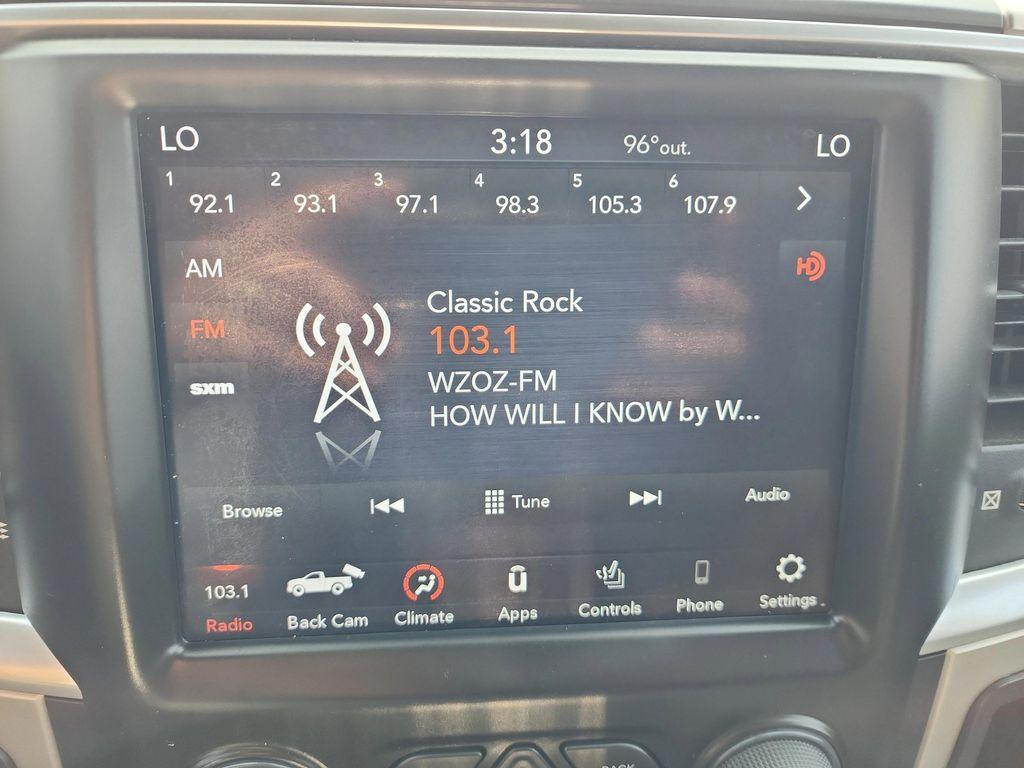 LO 3:18 96°out. LO
1 2 3 4 5 6
92.1 93.1 97.1 98.3 105.3 107.9
AM
FM
sxm
HD
Classic Rock
103.1
WZOZ-FM
HOW WILL I KNOW by W...
Browse Tune Audio
103.1
Radio Back Cam Climate Apps Controls Phone Settings
BACK